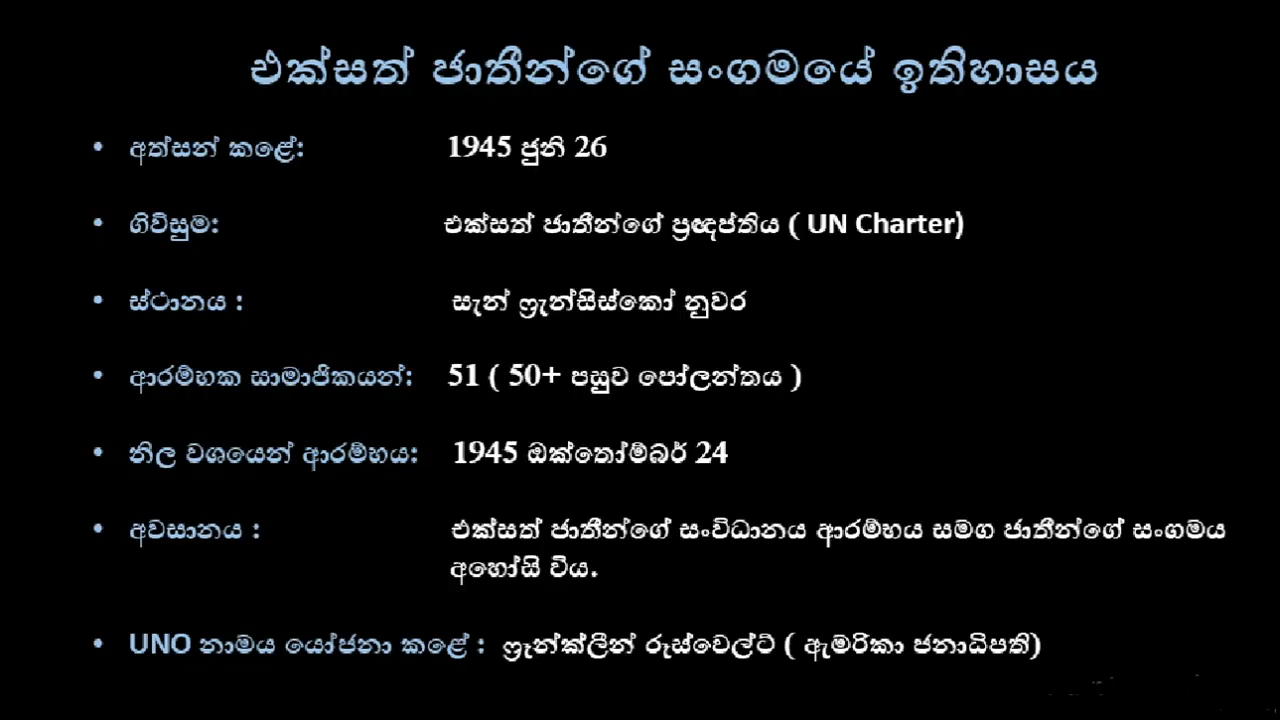 එක්සත් ජාතීන්ගේ සංගමයේ ඉතිහාසය
• අත්සන් කළේ: 1945 ජුනි 26
• ගිවිසුම: එක්සත් ජාතීන්ගේ ප්‍රඥප්තිය ( UN Charter)
• ස්ථානය : සැන් ෆ්‍රැන්සිස්කෝ නුවර
• ආරම්භක සාමාජිකයන්: 51 ( 50+ පසුව පෝලන්තය )
• නිල වශයෙන් ආරම්භය: 1945 ඔක්තෝම්බර් 24
• අවසානය : එක්සත් ජාතීන්ගේ සංවිධානය ආරම්භය සමග ජාතීන්ගේ සංගමය
අහෝසි විය.
• UNO නාමය යෝජනා කළේ : ෆ්‍රෑන්ක්ලින් රූස්වෙල්ට් ( ඇමරිකා ජනාධිපති)